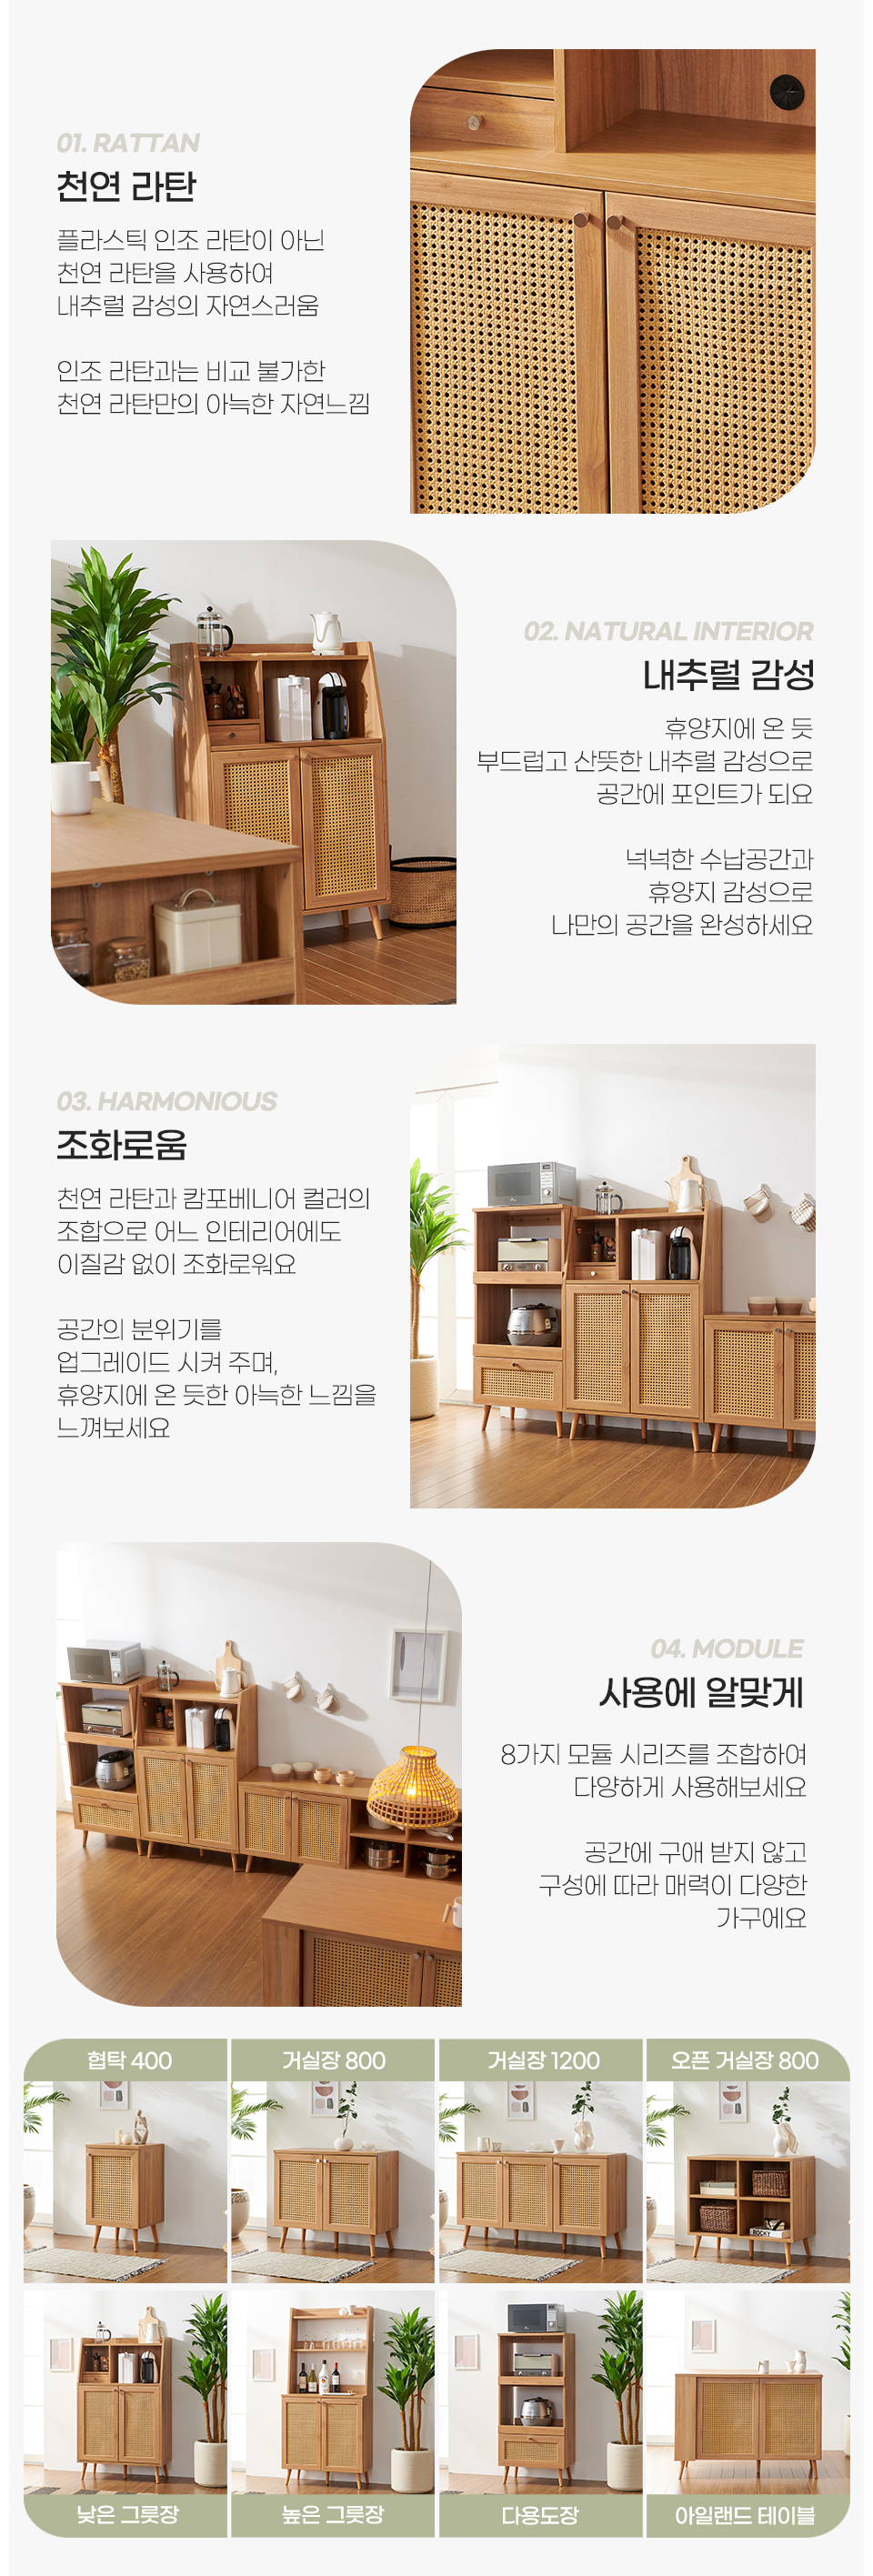 01. RATTAN
천연 라탄
플라스틱 인조 라탄이 아닌
천연 라탄을 사용하여
내추럴 감성의 자연스러움
인조 라탄과는 비교 불가한
천연 라탄만의 아늑한 자연느낌
02. NATURAL INTERIOR
내추럴 감성
휴양지에 온 듯
부드럽고 산뜻한 내추럴 감성으로
공간에 포인트가 되요
넉넉한 수납공간과
휴양지 감성으로
나만의 공간을 완성하세요
03. HARMONIOUS
조화로움
천연 라탄과 캄포베니어 컬러의
조합으로 어느 인테리어에도
이질감 없이 조화로워요
공간의 분위기를
업그레이드 시켜 주며,
휴양지에 온 듯한 아늑한 느낌을
느껴보세요
04. MODULE
사용에 알맞게
8가지 모듈 시리즈를 조합하여
다양하게 사용해보세요
공간에 구애 받지 않고
구성에 따라 매력이 다양한
가구에요
협탁 400
거실장 800
거실장 1200
오픈 거실장 800
ROCKY
낮은 그릇장
높은 그릇장
다용도장
아일랜드 테이블